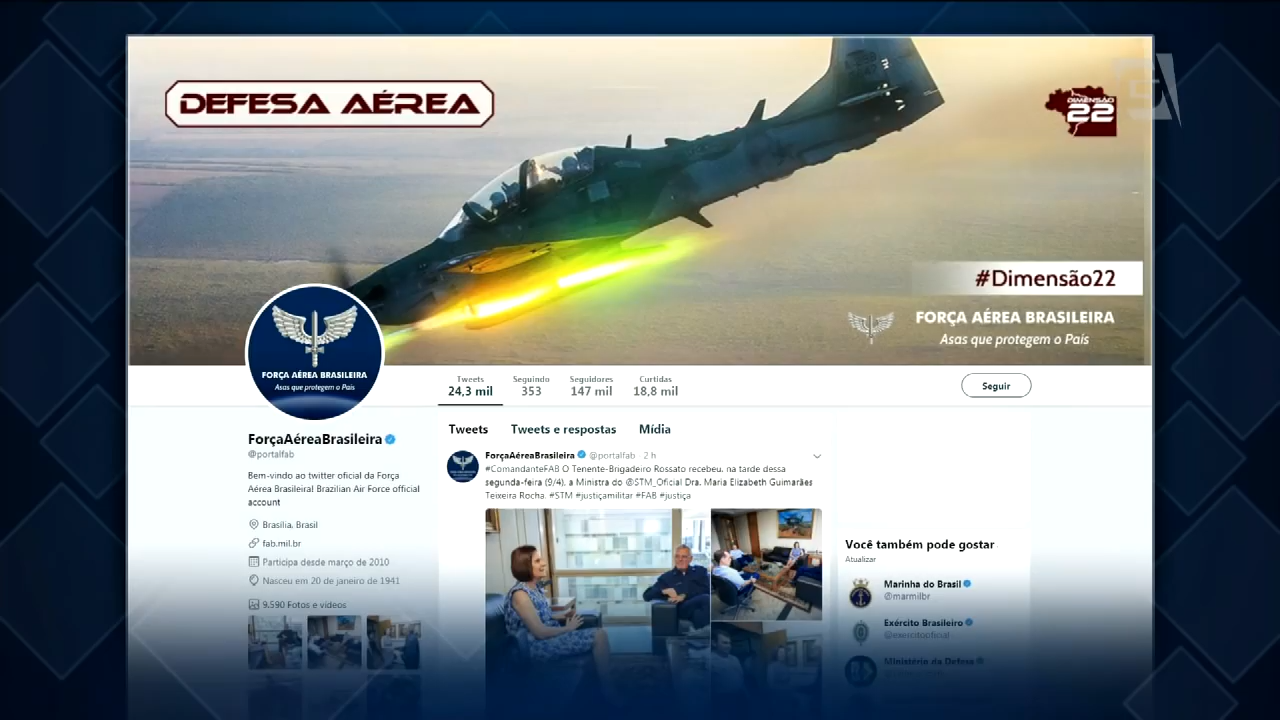 DEFESA AÉREA
DIMENSÃO
22
#Dimensão22
FORÇA AÉREA BRASILEIRA
Asas que protegem o País
FORÇA AÉREA BRASILEIRA
Asas que protegem o País
Tweets Seguindo Seguidores Curtidas
24,3 mil 353 147 mil 18,8 mil
Seguir
ForçaAéreaBrasileira
@portalfab
Bem-vindo ao twitter oficial da Força
Aérea Brasileira! Brazilian Air Force official
account
Brasília, Brasil
fab.mil.br
Participa desde março de 2010
Nasceu em 20 de janeiro de 1941
9.590 Fotos e vídeos
Tweets Tweets e respostas Mídia
ForçaAéreaBrasileira @portalfab 2 h
#ComandanteFAB O Tenente-Brigadeiro Rossato recebeu, na tarde dessa
segunda-feira (9/4), a Ministra do @STM_Oficial Dra. Maria Elizabeth Guimarães
Teixeira Rocha. #STM #justiçamilitar #FAB #justiça
Você também pode gostar
Atualizar
Marinha do Brasil
@marmilbr
Exército Brasileiro
@exercitooficial
Ministério da Defesa